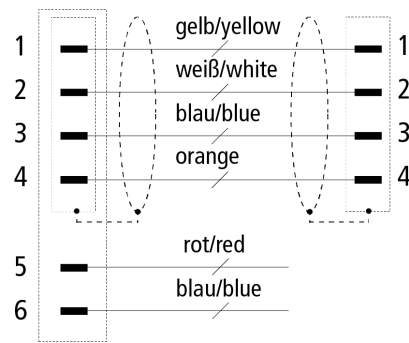 1 gelb/yellow 1
2 weiß/white 2
3 blau/blue 3
4 orange 4
5 rot/red
6 blau/blue